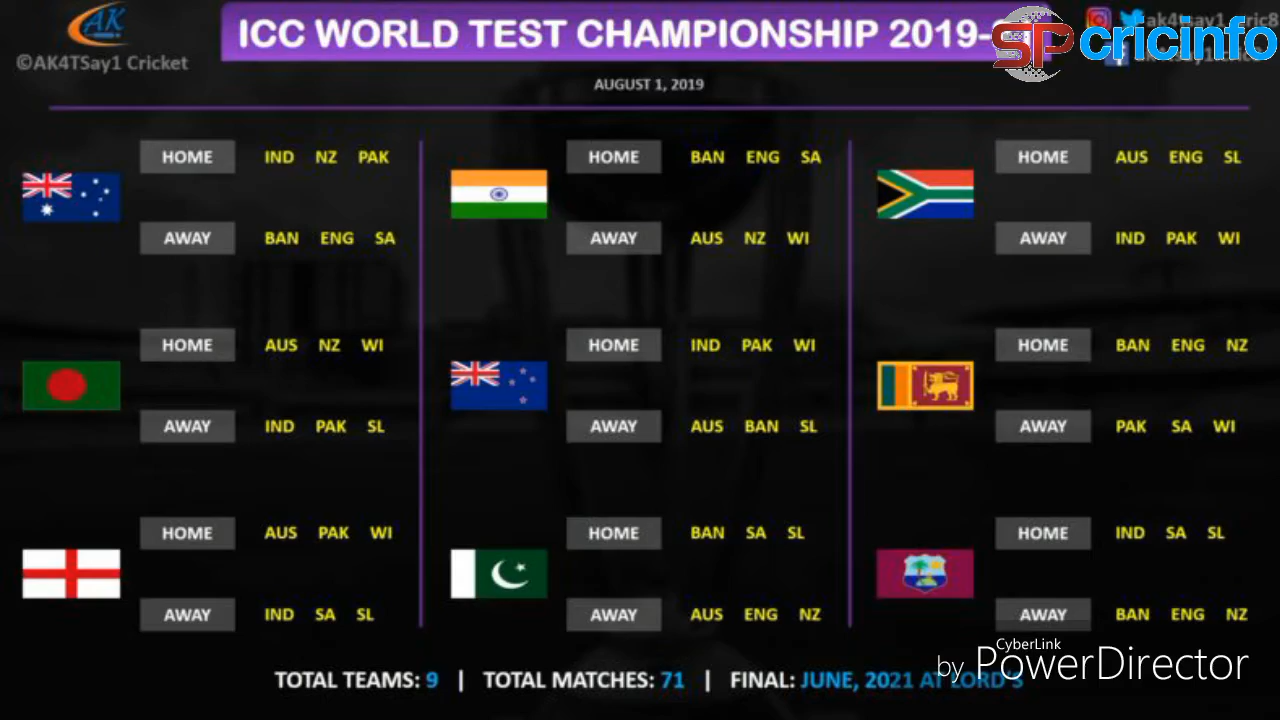 AK
©AK4TSay1 Cricket
ICC WORLD TEST CHAMPIONSHIP 2019-
SP cricinfo
AUGUST 1, 2019
HOME IND NZ PAK
AWAY BAN ENG SA
HOME AUS NZ WI
AWAY IND PAK SL
HOME AUS PAK WI
AWAY IND SA SL
HOME BAN ENG SA
AWAY AUS NZ WI
HOME IND PAK WI
AWAY AUS BAN SL
HOME BAN SA SL
AWAY AUS ENG NZ
HOME AUS ENG SL
AWAY IND PAK WI
HOME BAN ENG NZ
AWAY PAK SA WI
HOME IND SA SL
AWAY BAN ENG NZ
TOTAL TEAMS: 9 | TOTAL MATCHES: 71 | FINAL: JUNE, 2021 AT LORD'S
CyberLink
by PowerDirector